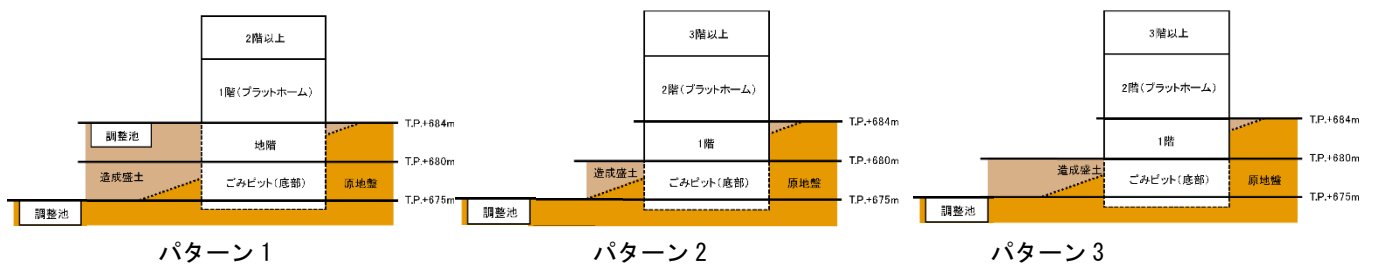 2階以上
1階(プラットホーム)
T.P.+684m
調整池
地階
T.P.+680m
造成盛土
ごみピット(底部)
原地盤
T.P.+675m
調整池
パターン1
3階以上
2階(プラットホーム)
T.P.+684m
1階
T.P.+680m
造成盛土
ごみピット(底部)
原地盤
T.P.+675m
調整池
パターン2
3階以上
2階(プラットホーム)
T.P.+684m
1階
T.P.+680m
造成盛土
ごみピット(底部)
原地盤
T.P.+675m
調整池
パターン3